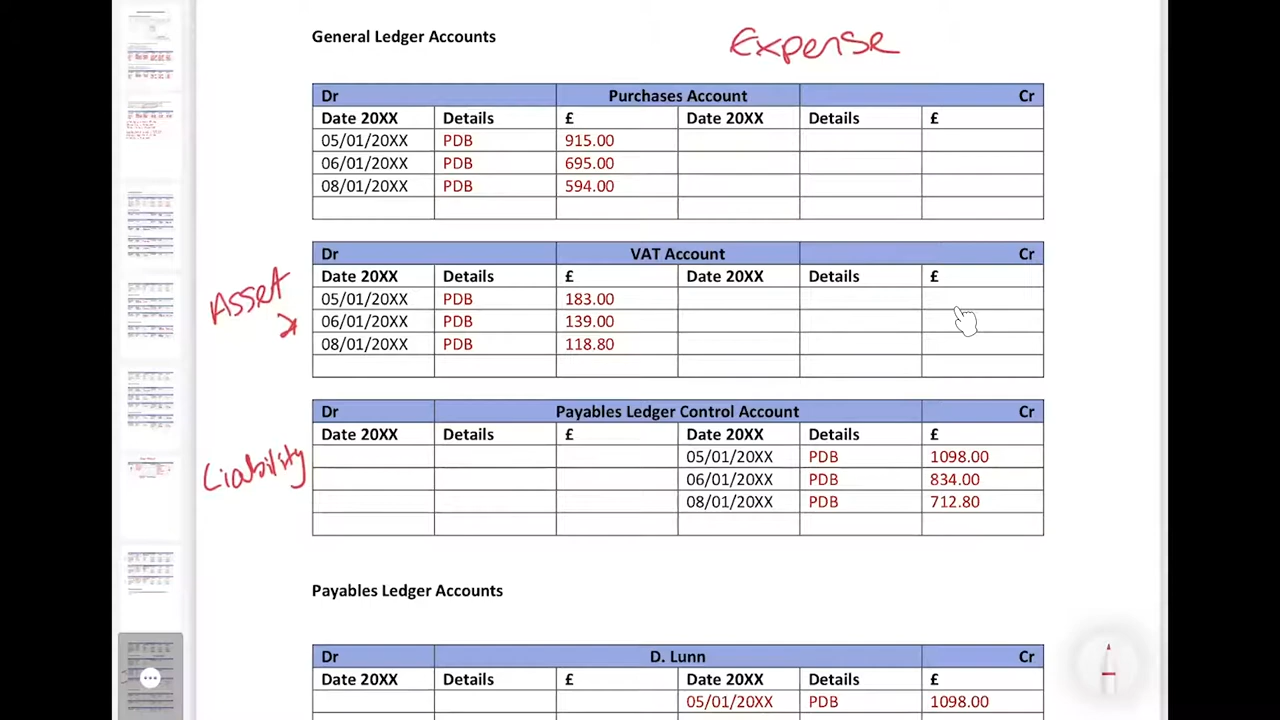 General Ledger Accounts
Expense
Dr Purchases Account Cr
Date 20XX Details £ Date 20XX Details £
05/01/20XX PDB 915.00
06/01/20XX PDB 695.00
08/01/20XX PDB 594.00
Dr VAT Account Cr
Date 20XX Details £ Date 20XX Details £
Asset
05/01/20XX PDB 183.00
06/01/20XX PDB 139.00
08/01/20XX PDB 118.80
Dr Payables Ledger Control Account Cr
Date 20XX Details £ Date 20XX Details £
Liability
05/01/20XX PDB 1098.00
06/01/20XX PDB 834.00
08/01/20XX PDB 712.80
Payables Ledger Accounts
Dr D. Lunn Cr
Date 20XX Details £ Date 20XX Details £
05/01/20XX PDB 1098.00